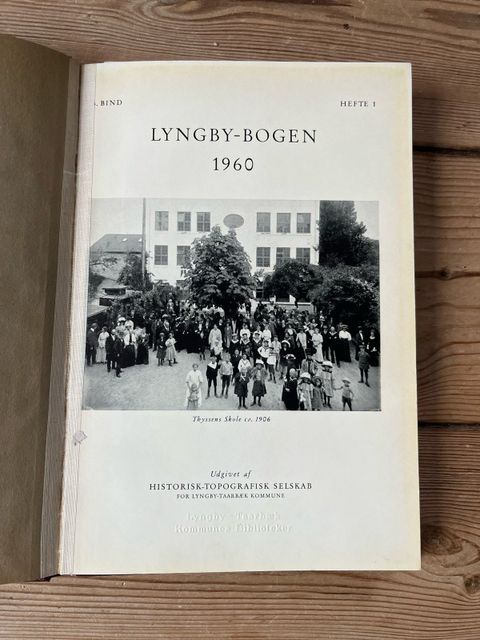 . BIND HEFTE 1
LYNGBY-BOGEN
1960
Thyssens Skole ca. 1906
Udgivet af
HISTORISK-TOPOGRAFISK SELSKAB
FOR LYNGBY-TAARBÆK KOMMUNE
Lyngby-Taarbæk
Kommunes Biblioteker